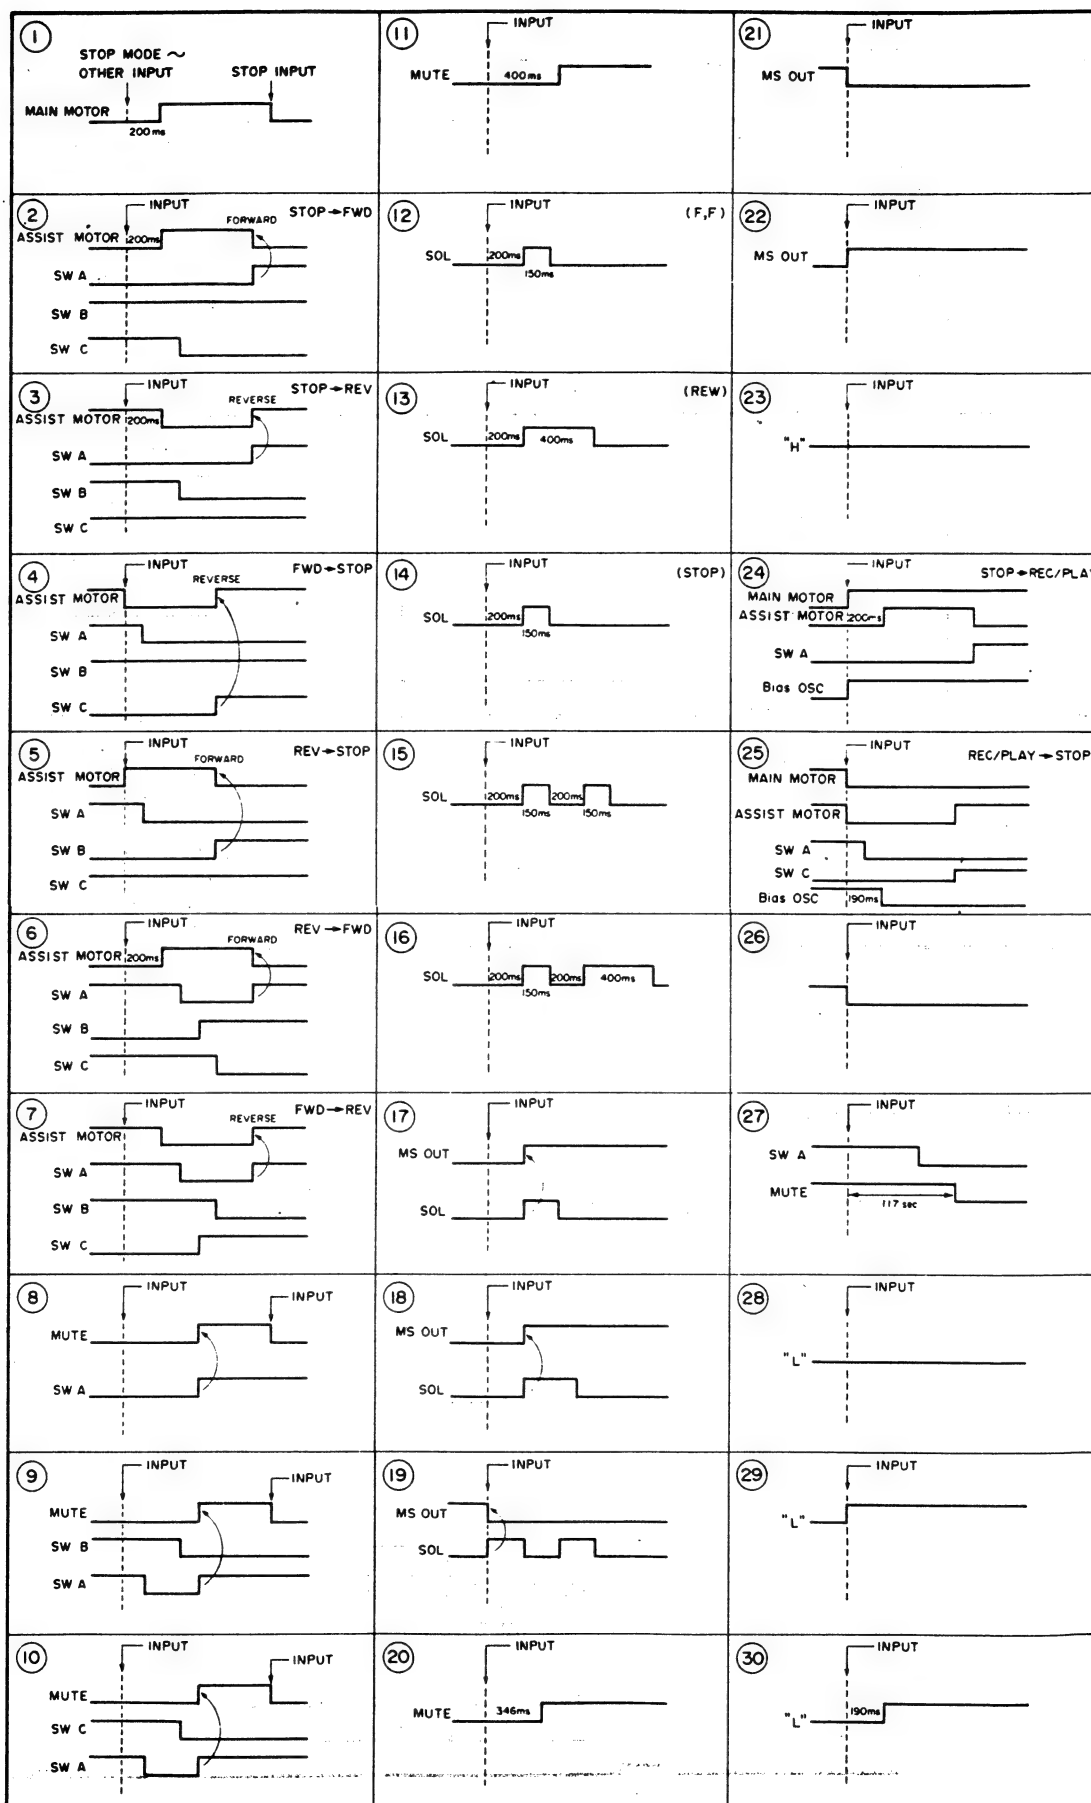 1
STOP MODE ~
OTHER INPUT
STOP INPUT
MAIN MOTOR
200ms
2
INPUT
STOP→FWD
FORWARD
ASSIST MOTOR
200ms
SW A
SW B
SW C
3
INPUT
STOP→REV
REVERSE
ASSIST MOTOR
200ms
SW A
SW B
SW C
4
INPUT
FWD→STOP
REVERSE
ASSIST MOTOR
SW A
SW B
SW C
5
INPUT
REV→STOP
FORWARD
ASSIST MOTOR
SW A
SW B
SW C
6
INPUT
REV→FWD
FORWARD
ASSIST MOTOR
200ms
SW A
SW B
SW C
7
INPUT
FWD→REV
REVERSE
ASSIST MOTOR
SW A
SW B
SW C
8
INPUT
INPUT
MUTE
SW A
9
INPUT
INPUT
MUTE
SW B
SW A
10
INPUT
INPUT
MUTE
SW C
SW A
11
INPUT
MUTE
400ms
12
INPUT
(F,F)
SOL
200ms
150ms
13
INPUT
(REW)
SOL
200ms
400ms
14
INPUT
(STOP)
SOL
200ms
150ms
15
INPUT
SOL
200ms
200ms
150ms
150ms
16
INPUT
SOL
200ms
200ms
400ms
150ms
17
INPUT
MS OUT
SOL
18
INPUT
MS OUT
SOL
19
INPUT
MS OUT
SOL
20
INPUT
MUTE
346ms
21
INPUT
MS OUT
22
INPUT
MS OUT
23
INPUT
"H"
24
INPUT
STOP→REC/PLAY
MAIN MOTOR
ASSIST MOTOR
200ms
SW A
Bias OSC
25
INPUT
REC/PLAY→STOP
MAIN MOTOR
ASSIST MOTOR
SW A
SW C
Bias OSC
190ms
26
INPUT
27
INPUT
SW A
MUTE
117 sec
28
INPUT
"L"
29
INPUT
"L"
30
INPUT
"L"
190ms